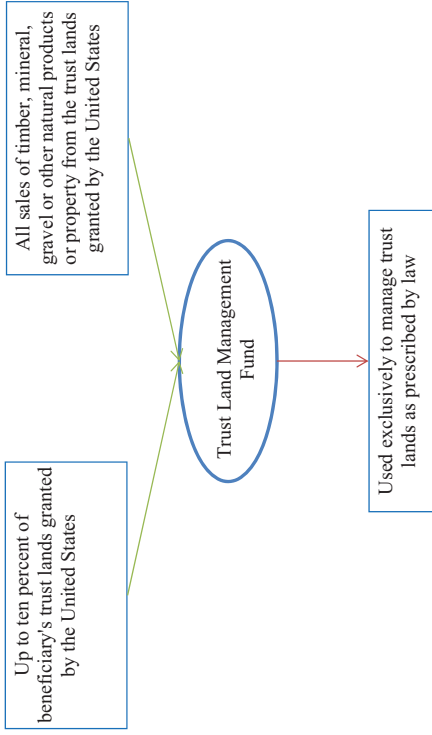 Up to ten percent of
beneficiary's trust lands granted
by the United States
All sales of timber, mineral,
gravel or other natural products
or property from the trust lands
granted by the United States
Trust Land Management
Fund
Used exclusively to manage trust
lands as prescribed by law